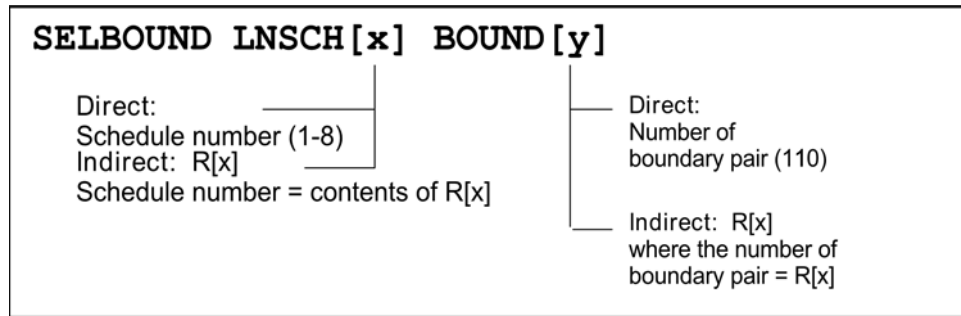 SELBOUND LNSCH[x] BOUND[y]
Direct:
Schedule number (1-8)
Indirect: R[x]
Schedule number = contents of R[x]
Direct:
Number of
boundary pair (110)
Indirect: R[x]
where the number of
boundary pair = R[x]